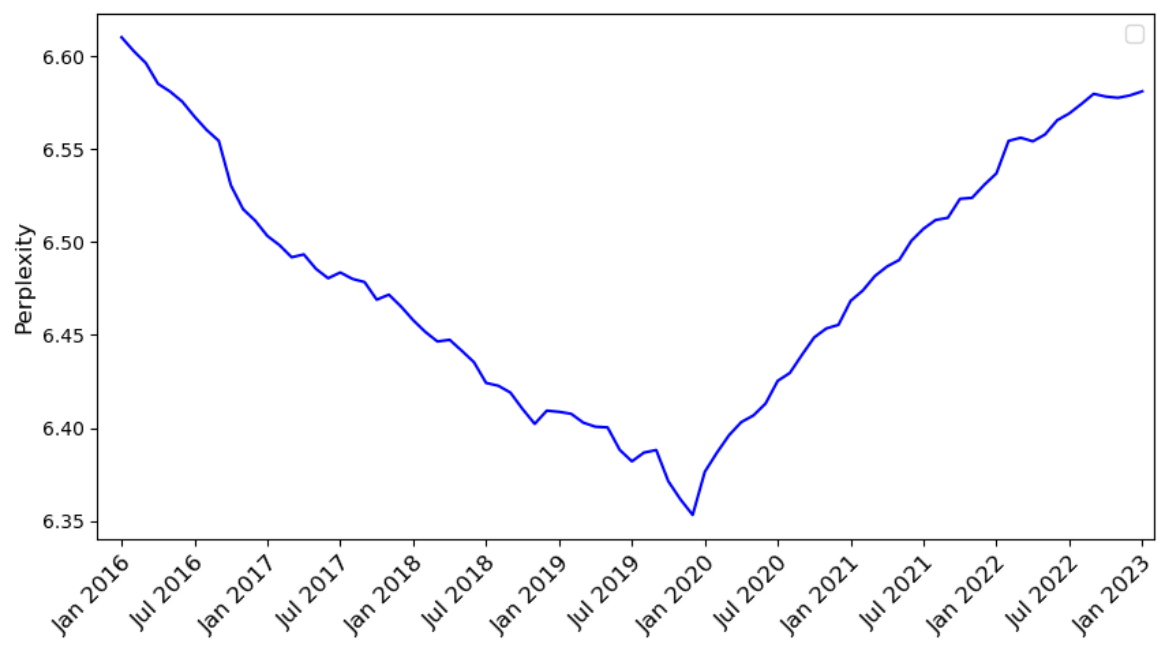 Perplexity
6.60
6.55
6.50
6.45
6.40
6.35
Jan 2016
Jul 2016
Jan 2017
Jul 2017
Jan 2018
Jul 2018
Jan 2019
Jul 2019
Jan 2020
Jul 2020
Jan 2021
Jul 2021
Jan 2022
Jul 2022
Jan 2023